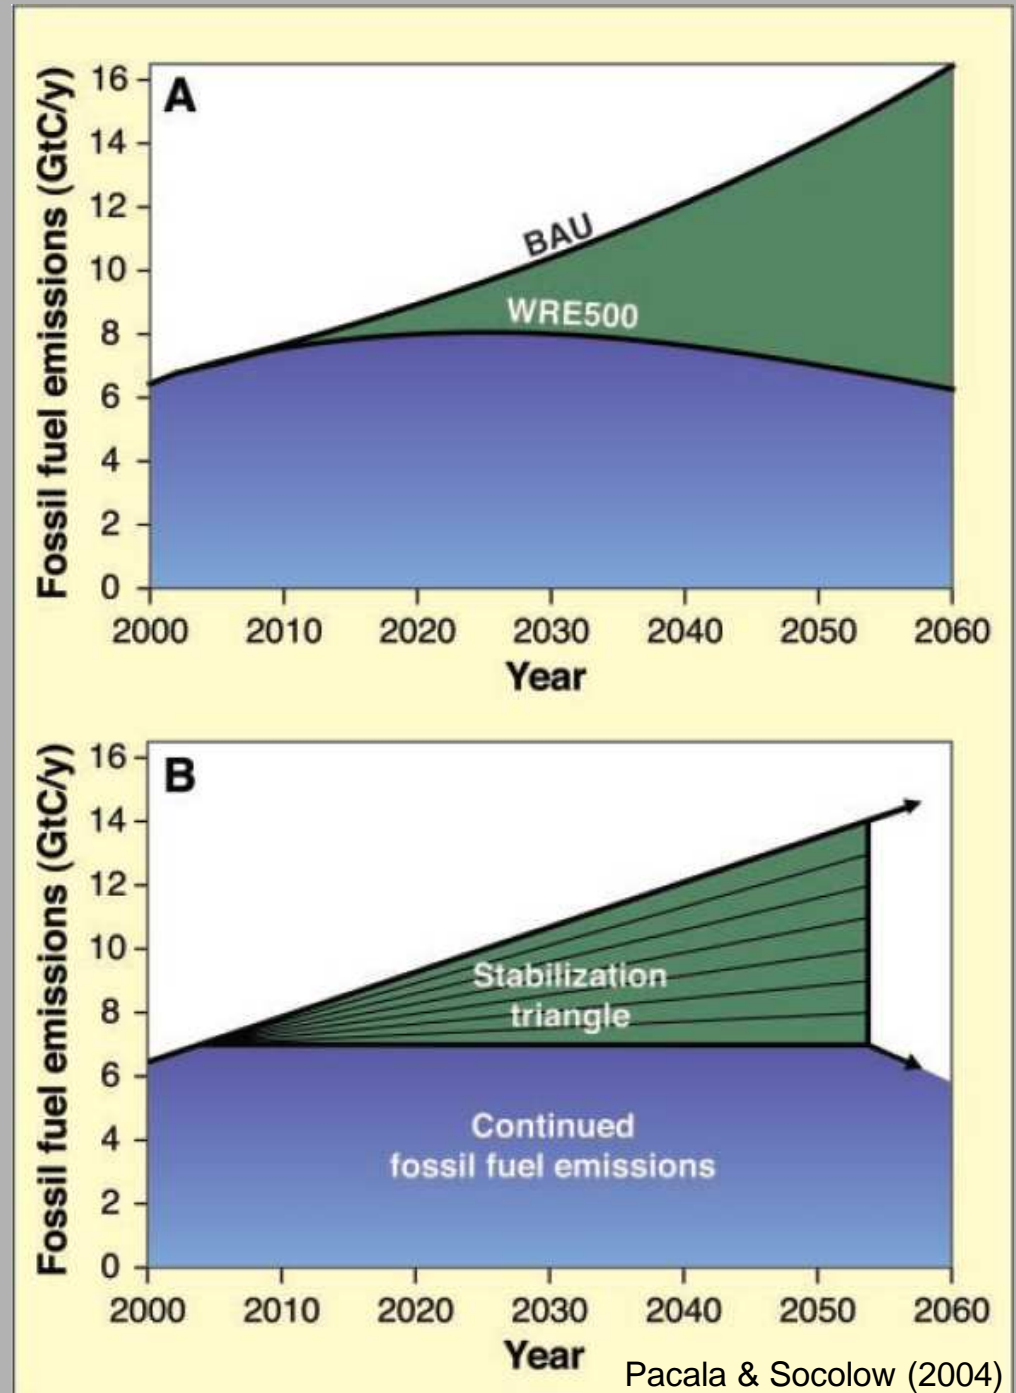 A
Fossil fuel emissions (GtC/y)
16
14
12
10
8
6
4
2
0
BAU
WRE500
2000 2010 2020 2030 2040 2050 2060
Year
B
Fossil fuel emissions (GtC/y)
16
14
12
10
8
6
4
2
0
Stabilization
triangle
Continued
fossil fuel emissions
2000 2010 2020 2030 2040 2050 2060
Year
Pacala & Socolow (2004)